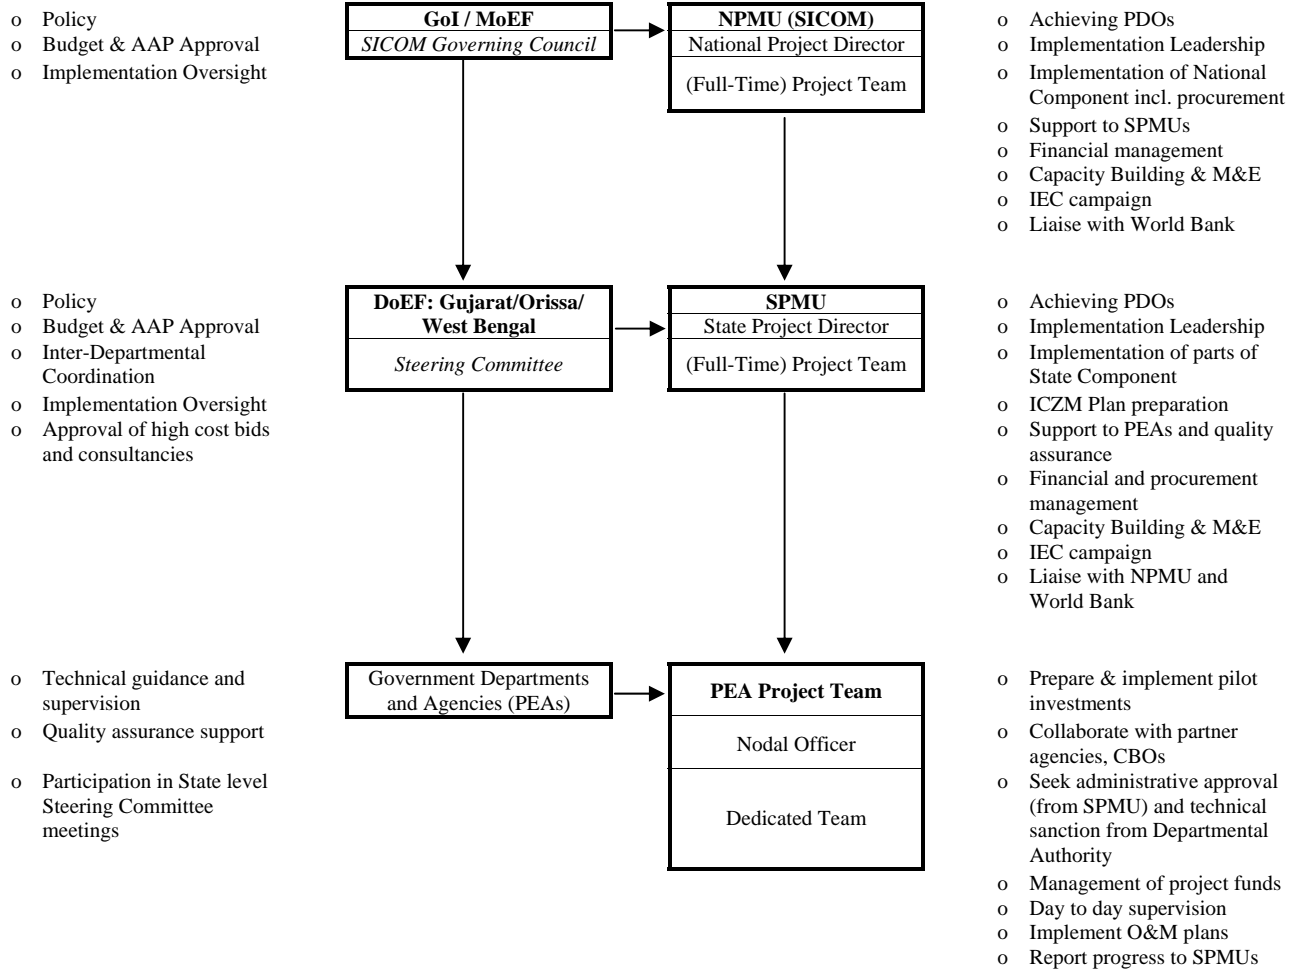 o Policy
o Budget & AAP Approval
o Implementation Oversight
GoI / MoEF
SICOM Governing Council
NPMU (SICOM)
National Project Director
(Full-Time) Project Team
o Achieving PDOs
o Implementation Leadership
o Implementation of National
Component incl. procurement
o Support to SPMUs
o Financial management
o Capacity Building & M&E
o IEC campaign
o Liaise with World Bank
o Policy
o Budget & AAP Approval
o Inter-Departmental
Coordination
o Implementation Oversight
o Approval of high cost bids
and consultancies
DoEF: Gujarat/Orissa/
West Bengal
Steering Committee
SPMU
State Project Director
(Full-Time) Project Team
o Achieving PDOs
o Implementation Leadership
o Implementation of parts of
State Component
o ICZM Plan preparation
o Support to PEAs and quality
assurance
o Financial and procurement
management
o Capacity Building & M&E
o IEC campaign
o Liaise with NPMU and
World Bank
o Technical guidance and
supervision
o Quality assurance support
o Participation in State level
Steering Committee
meetings
Government Departments
and Agencies (PEAs)
PEA Project Team
Nodal Officer
Dedicated Team
o Prepare & implement pilot
investments
o Collaborate with partner
agencies, CBOs
o Seek administrative approval
(from SPMU) and technical
sanction from Departmental
Authority
o Management of project funds
o Day to day supervision
o Implement O&M plans
o Report progress to SPMUs